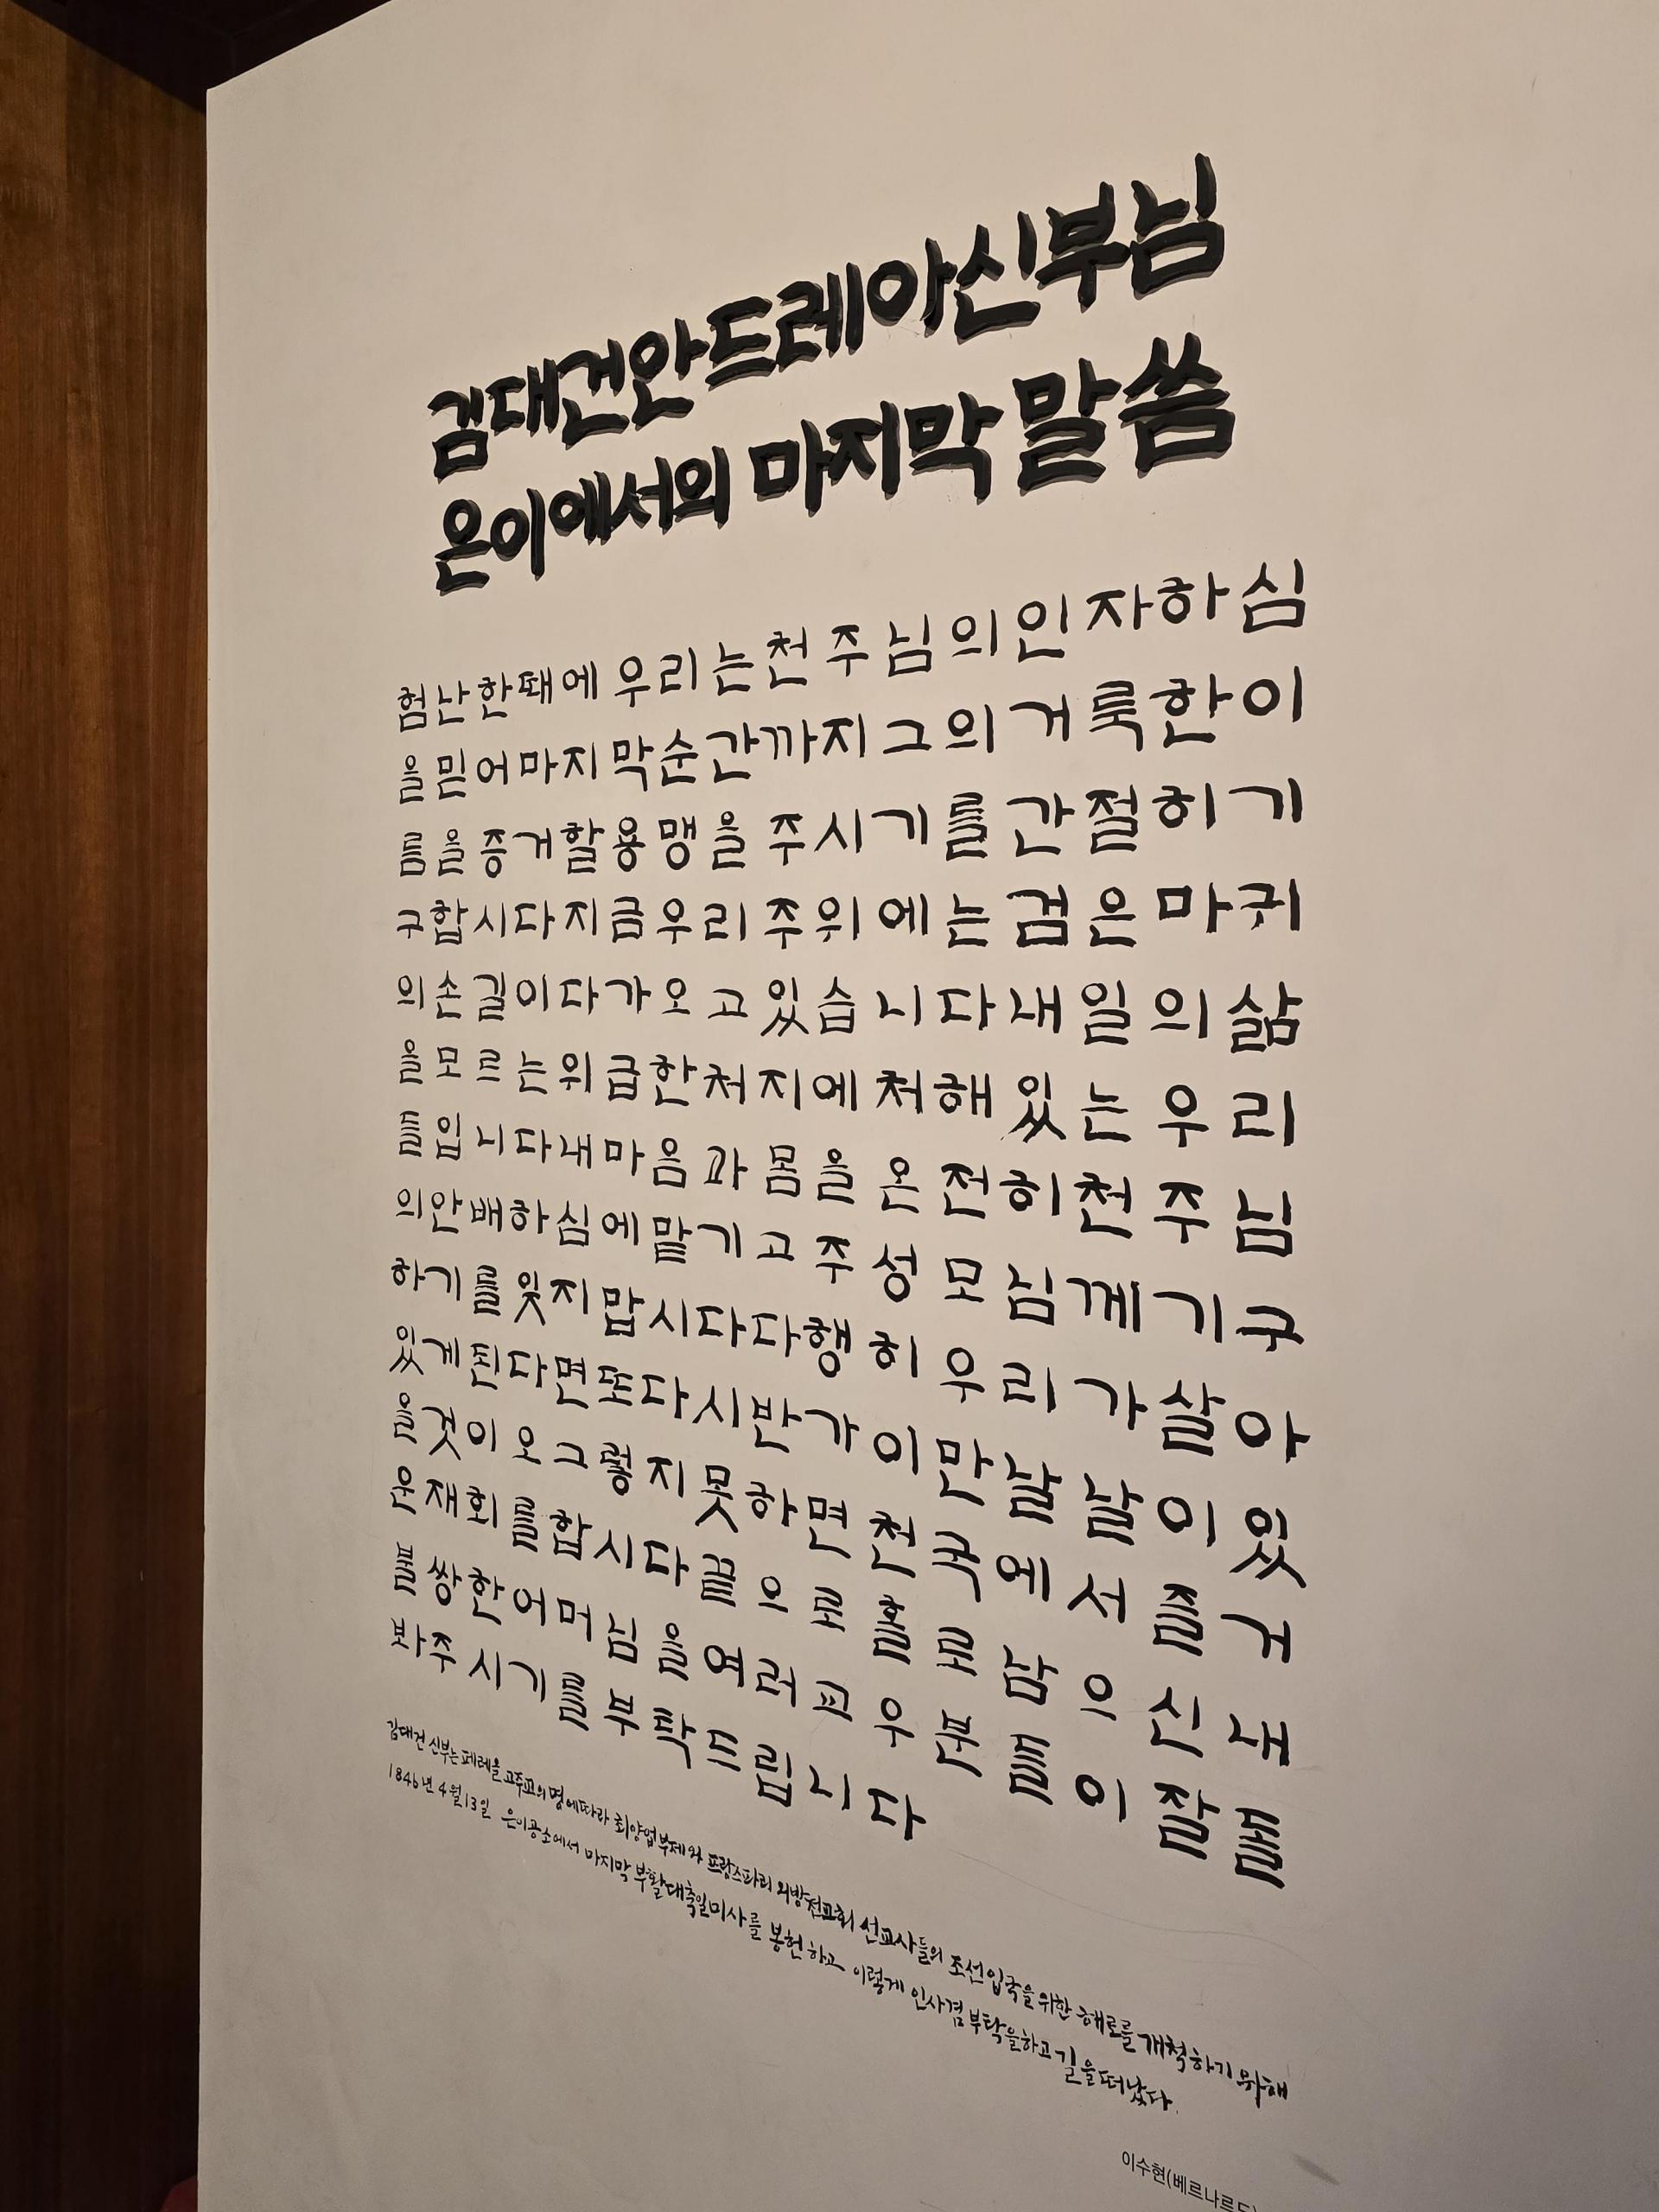 김대건안드레아신부님
은이에서의 마지막 말씀
험난한때에 우리는천주님의인자하심
을믿어마지막순간까지그의거룩한이
름을증거할용맹을주시기를간절히기
구합시다지금우리주위에는검은마귀
의손길이다가오고있습니다내일의삶
을모르는위급한처지에처해있는우리
들입니다내마음과몸을온전히천주님
의안배하심에맡기고주성모님께기구
하기를잊지맙시다다행히우리가살아
있게된다면또다시반가이만날날이있
을것이오그렇지못하면천국에서즐거
운재회를합시다끝으로홀로남으신내
불쌍한어머님을여러교우분들이잘돌
봐주시기를부탁드립니다
김대건 신부는 페레올 고주교의 명에따라 최양업부제와 프랑스파리 외방전교회 선교사들의 조선입국을위한 해로를 개척하기 위해
1846년 4월13일 은이공소에서 마지막 부활대축일미사를 봉헌하고 이렇게 인사겸부탁을하고 길을떠났다.
이수현(베르나르도